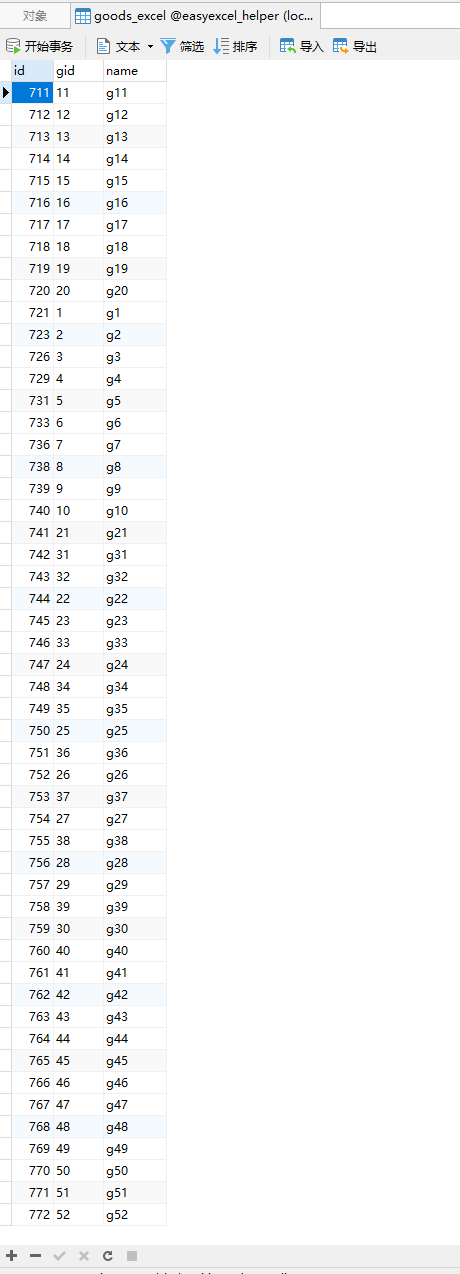 对象 goods_excel @easyexcel_helper (loc...
开始事务 文本 筛选 排序 导入 导出
id gid name
711 11 g11
712 12 g12
713 13 g13
714 14 g14
715 15 g15
716 16 g16
717 17 g17
718 18 g18
719 19 g19
720 20 g20
721 1 g1
723 2 g2
726 3 g3
729 4 g4
731 5 g5
733 6 g6
736 7 g7
738 8 g8
739 9 g9
740 10 g10
741 21 g21
742 31 g31
743 32 g32
744 22 g22
745 23 g23
746 33 g33
747 24 g24
748 34 g34
749 35 g35
750 25 g25
751 36 g36
752 26 g26
753 37 g37
754 27 g27
755 38 g38
756 28 g28
757 29 g29
758 39 g39
759 30 g30
760 40 g40
761 41 g41
762 42 g42
763 43 g43
764 44 g44
765 45 g45
766 46 g46
767 47 g47
768 48 g48
769 49 g49
770 50 g50
771 51 g51
772 52 g52